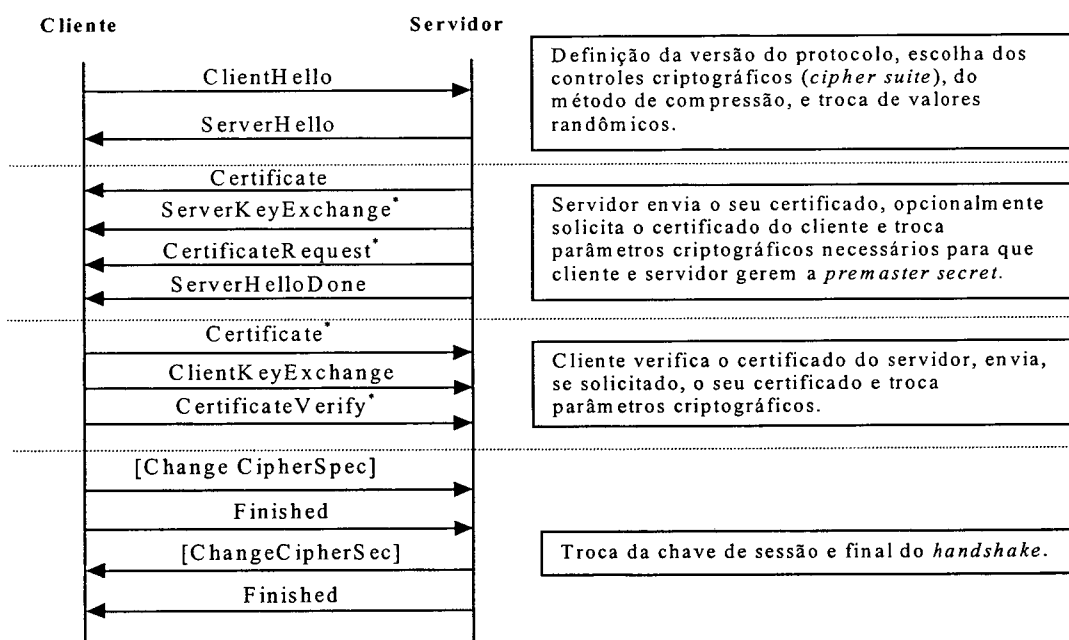 Cliente
Servidor
ClientHello
ServerHello
Definição da versão do protocolo, escolha dos
controles criptográficos (cipher suite), do
método de compressão, e troca de valores
randômicos.
Certificate
ServerKeyExchange*
CertificateRequest*
ServerHelloDone
Servidor envia o seu certificado, opcionalmente
solicita o certificado do cliente e troca
parâmetros criptográficos necessários para que
cliente e servidor gerem a premaster secret.
Certificate*
ClientKeyExchange
CertificateVerify*
Cliente verifica o certificado do servidor, envia,
se solicitado, o seu certificado e troca
parâmetros criptográficos.
[Change CipherSpec]
Finished
[ChangeCipherSec]
Finished
Troca da chave de sessão e final do handshake.